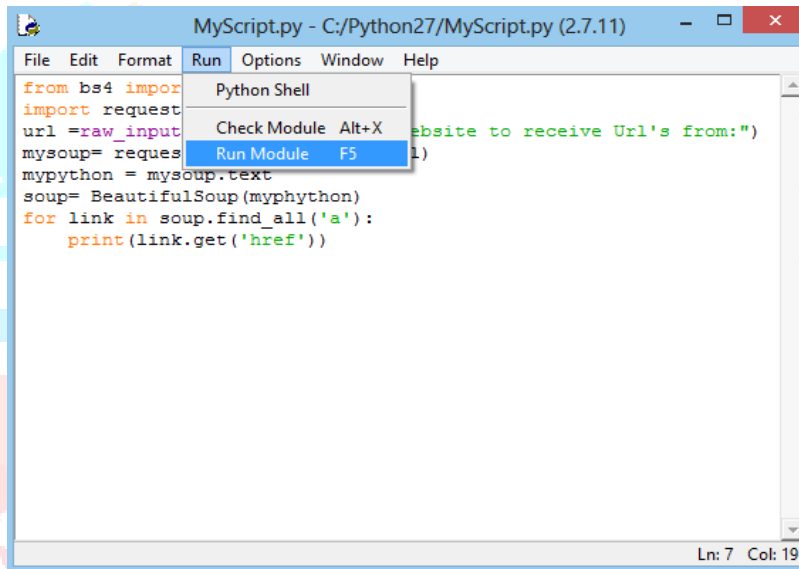 MyScript.py - C:/Python27/MyScript.py (2.7.11)
File Edit Format Run Options Window Help
Python Shell
Check Module Alt+X
Run Module F5
from bs4 impor
import request
url =raw_input ebsite to receive Url's from:")
mysoup= reques l)
mypython = mysoup.text
soup= BeautifulSoup(myphython)
for link in soup.find_all('a'):
print(link.get('href'))
Ln: 7 Col: 19